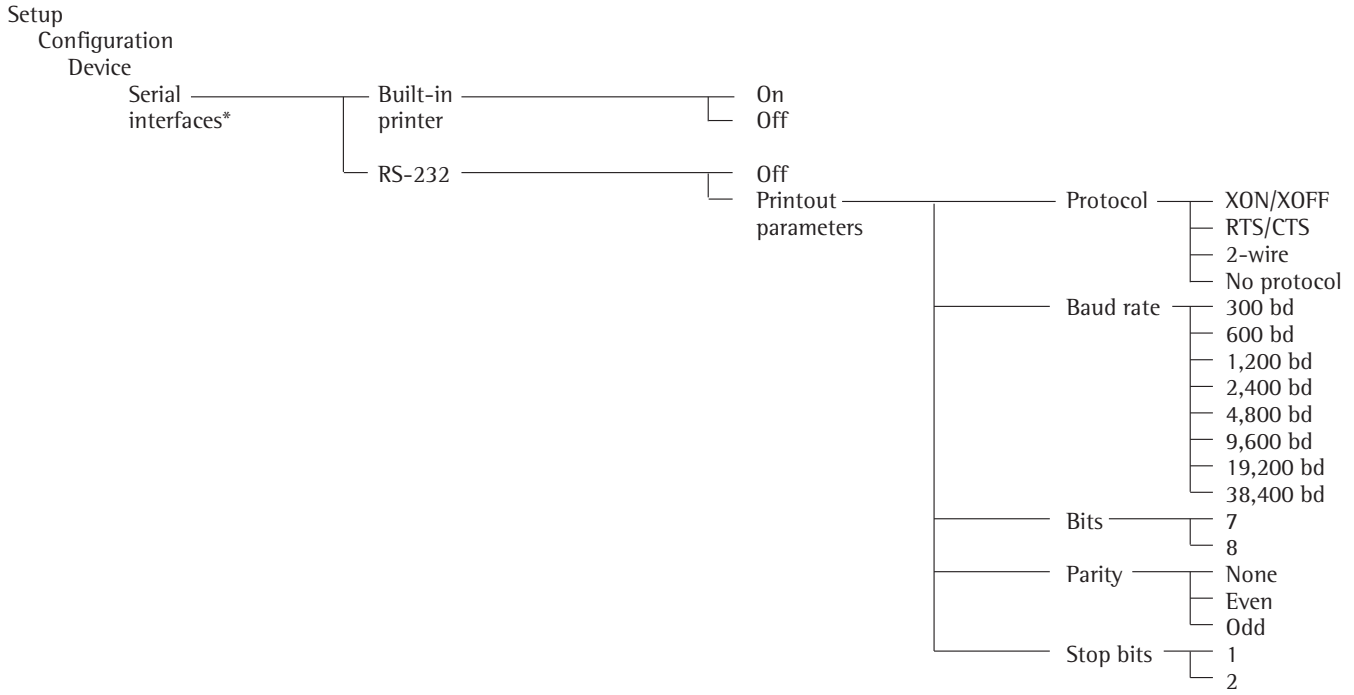 Setup
Configuration
Device
Serial interfaces*
Built-in printer
On
Off
RS-232
Off
Printout parameters
Protocol
XON/XOFF
RTS/CTS
2-wire
No protocol
Baud rate
300 bd
600 bd
1,200 bd
2,400 bd
4,800 bd
9,600 bd
19,200 bd
38,400 bd
Bits
7
8
Parity
None
Even
Odd
Stop bits
1
2